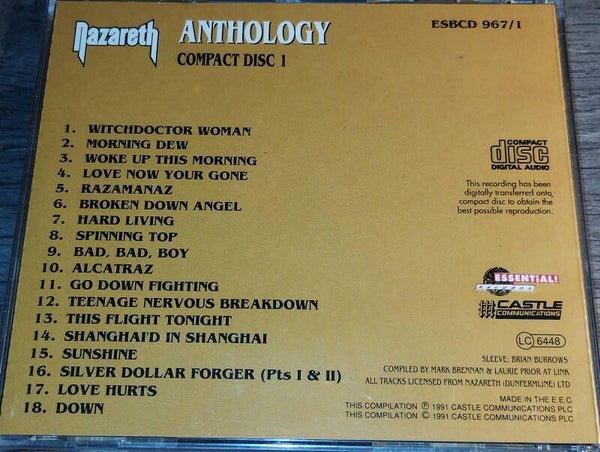 Nazareth ANTHOLOGY
ESBCD 967/1
COMPACT DISC 1
1. WITCHDOCTOR WOMAN
2. MORNING DEW
3. WOKE UP THIS MORNING
4. LOVE NOW YOUR GONE
5. RAZAMANAZ
6. BROKEN DOWN ANGEL
7. HARD LIVING
8. SPINNING TOP
9. BAD, BAD, BOY
10. ALCATRAZ
11. GO DOWN FIGHTING
12. TEENAGE NERVOUS BREAKDOWN
13. THIS FLIGHT TONIGHT
14. SHANGHAI'D IN SHANGHAI
15. SUNSHINE
16. SILVER DOLLAR FORGER (Pts I & II)
17. LOVE HURTS
18. DOWN
COMPACT
disc
DIGITAL AUDIO
This recording has been
digitally transferred onto
compact disc to obtain the
best possible reproduction.
ESSENTIAL!
RECORDS
CASTLE
COMMUNICATIONS
LC 6448
SLEEVE: BRIAN BURROWS
COMPILED BY MARK BRENNAN & LAURIE PRIOR AT LINK
ALL TRACKS LICENSED FROM NAZARETH (DUNFERMLINE) LTD
MADE IN THE E.E.C
THIS COMPILATION ℗ 1991 CASTLE COMMUNICATIONS PLC
THIS COMPILATION © 1991 CASTLE COMMUNICATIONS PLC